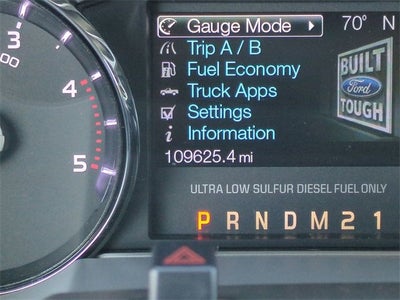 Gauge Mode
70° N
Trip A / B
Fuel Economy
Truck Apps
Settings
i Information
109625.4 mi
BUILT
Ford
TOUGH
ULTRA LOW SULFUR DIESEL FUEL ONLY
P R N D M 2 1
3
00
4
5